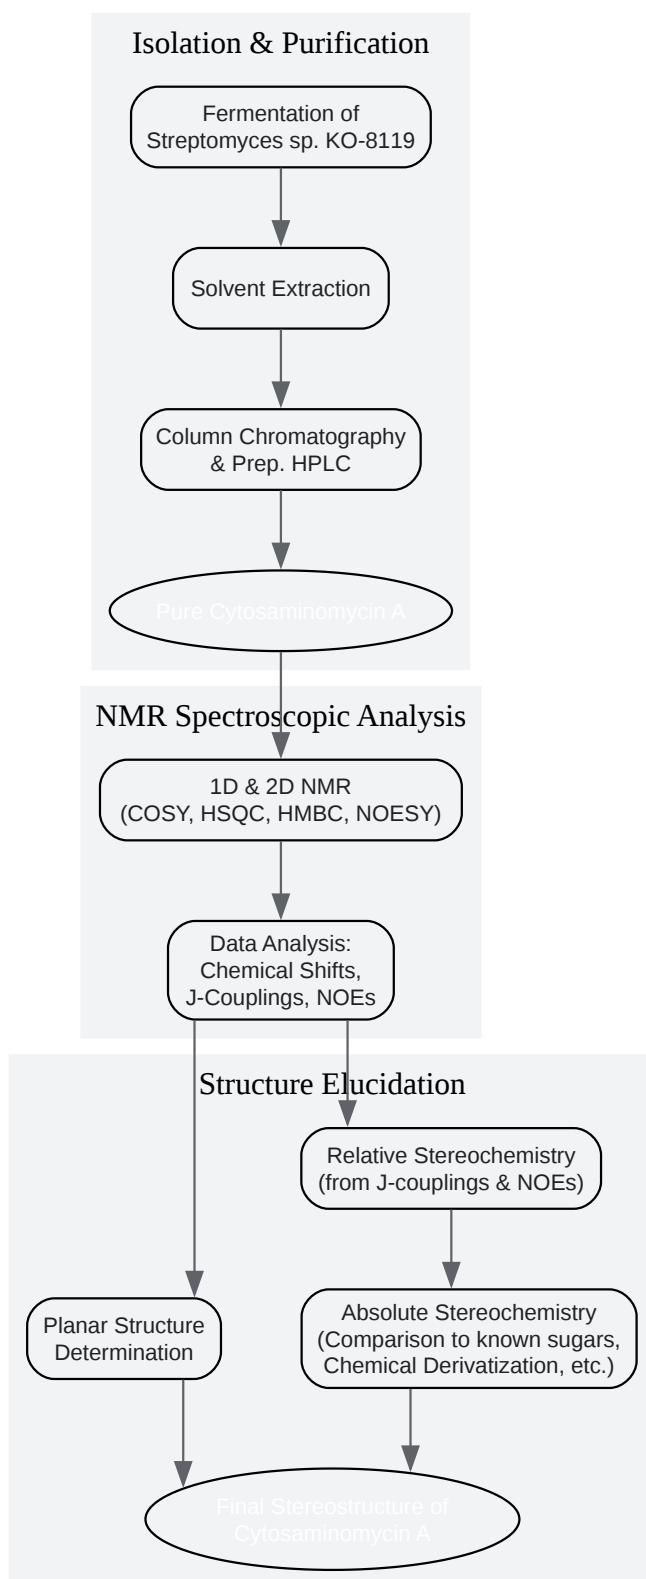 Isolation & Purification
Fermentation of
Streptomyces sp. KO-8119
Solvent Extraction
Column Chromatography
& Prep. HPLC
Pure Cytosaminomycin A
NMR Spectroscopic Analysis
1D & 2D NMR
(COSY, HSQC, HMBC, NOESY)
Data Analysis:
Chemical Shifts,
J-Couplings, NOEs
Structure Elucidation
Relative Stereochemistry
(from J-couplings & NOEs)
Planar Structure
Determination
Absolute Stereochemistry
(Comparison to known sugars,
Chemical Derivatization, etc.)
Final Stereostructure of
Cytosaminomycin A